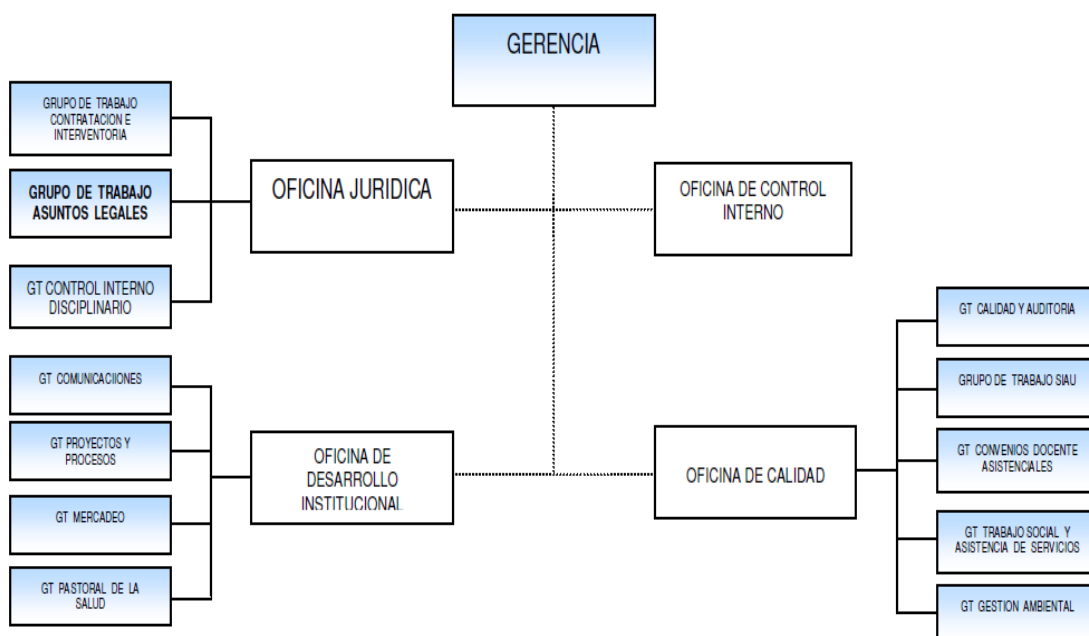 GERENCIA
GRUPO DE TRABAJO
CONTRATACION E
INTERVENTORIA
GRUPO DE TRABAJO
ASUNTOS LEGALES
GT CONTROL INTERNO
DISCIPLINARIO
OFICINA JURIDICA
OFICINA DE CONTROL
INTERNO
GT COMUNICACIIONES
GT PROYECTOS Y
PROCESOS
GT MERCADEO
GT PASTORAL DE LA
SALUD
OFICINA DE
DESARROLLO
INSTITUCIONAL
OFICINA DE CALIDAD
GT CALIDAD Y AUDITORIA
GRUPO DE TRABAJO SIAU
GT CONVENIOS DOCENTE
ASISTENCIALES
GT TRABAJO SOCIAL Y
ASISTENCIA DE SERVICIOS
GT GESTION AMBIENTAL